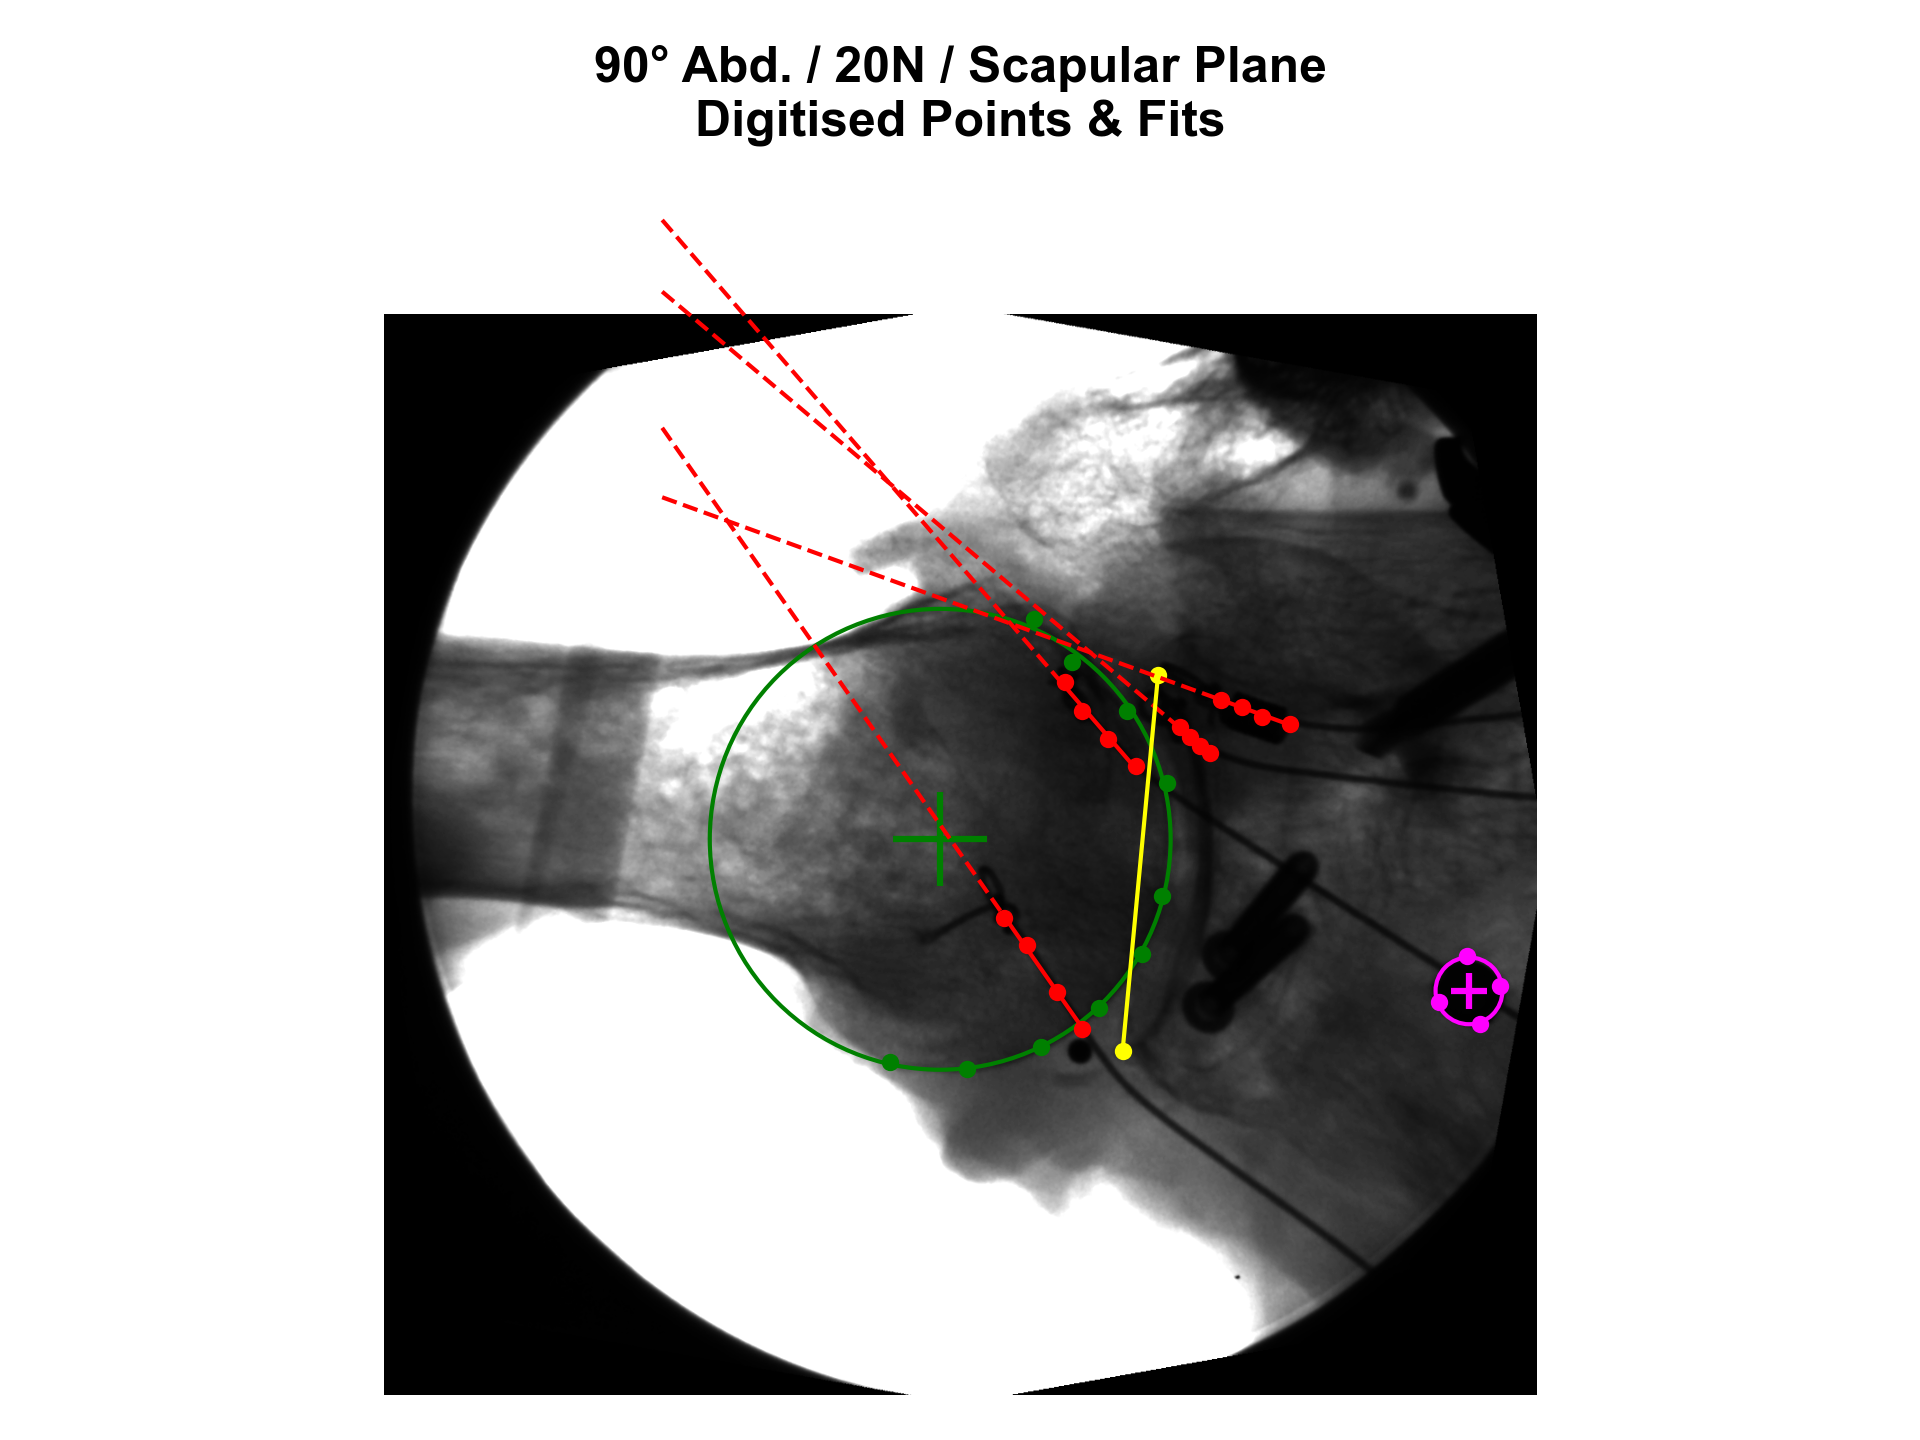 90° Abd. / 20N / Scapular Plane
Digitised Points & Fits